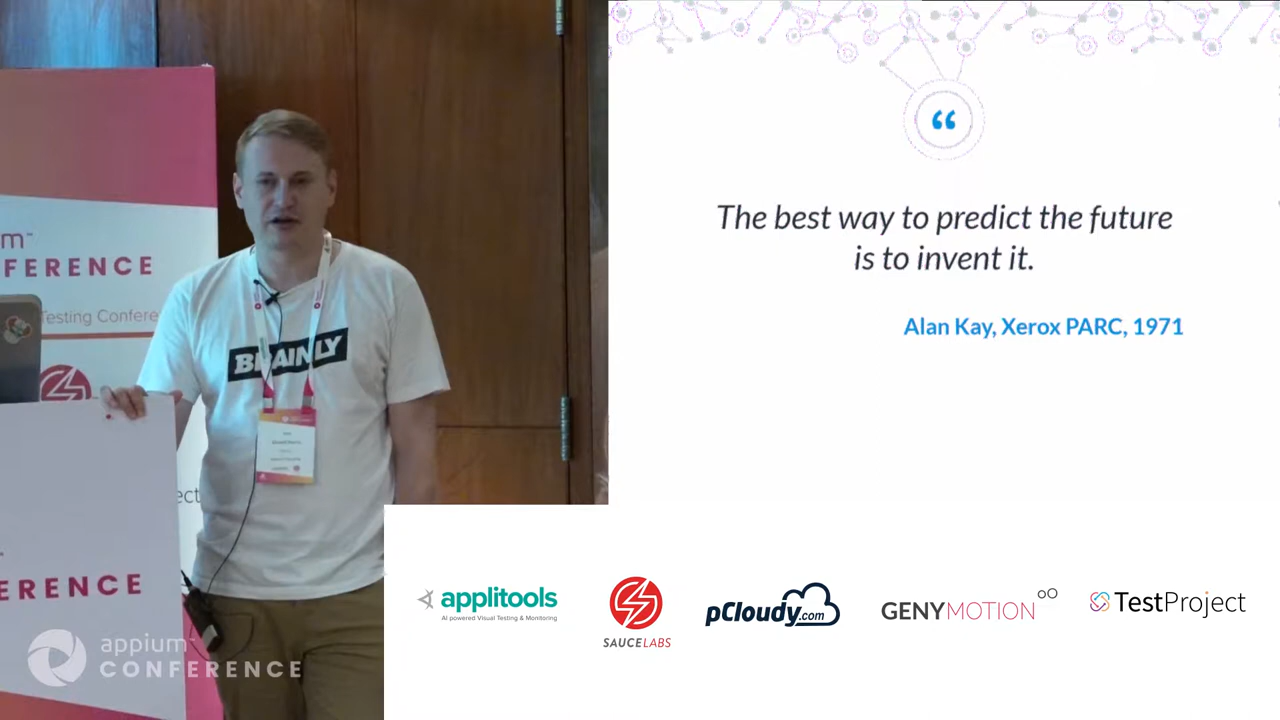 m
FERENCE
Testing Confere
BRAINLY
ect
ERENCE
appium
CONFERENCE
“
The best way to predict the future
is to invent it.
Alan Kay, Xerox PARC, 1971
applitools
AI powered Visual Testing & Monitoring
SAUCELABS
pCloudy.com
GENYMOTION
TestProject